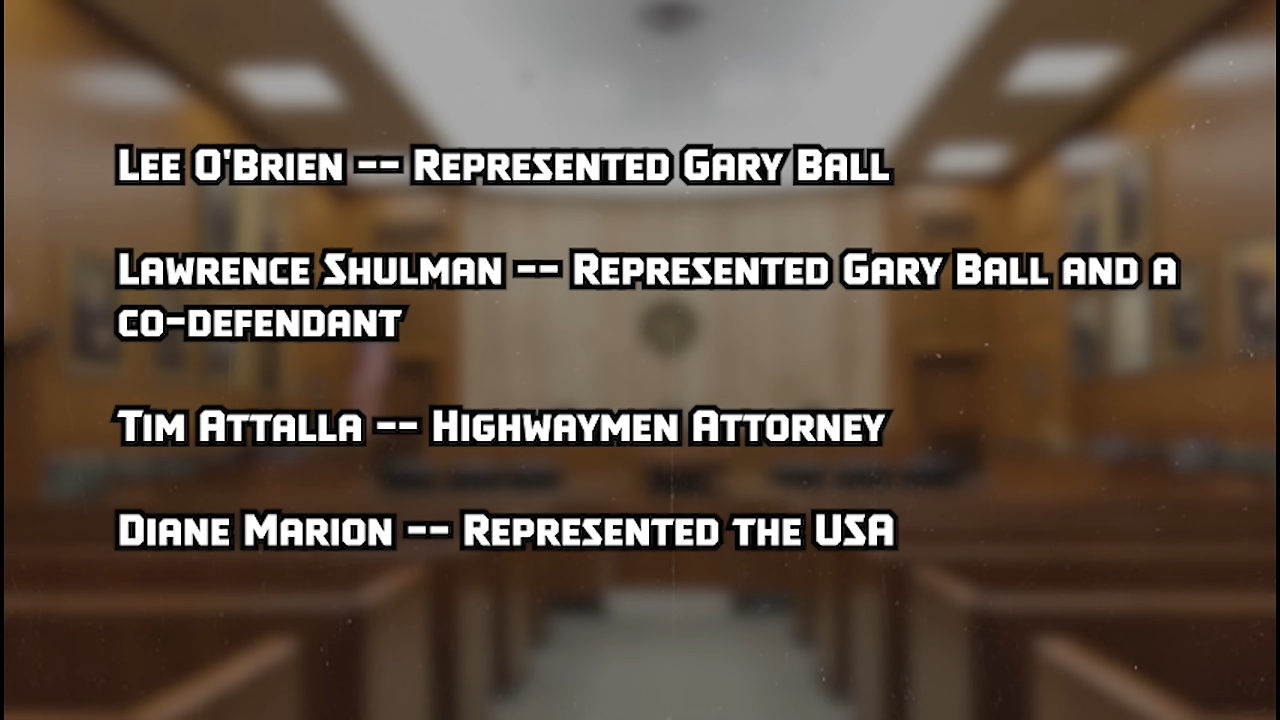 Lee O'Brien -- Represented Gary Ball
Lawrence Shulman -- Represented Gary Ball and a
co-defendant
Tim Attalla -- Highwaymen Attorney
Diane Marion -- Represented the USA